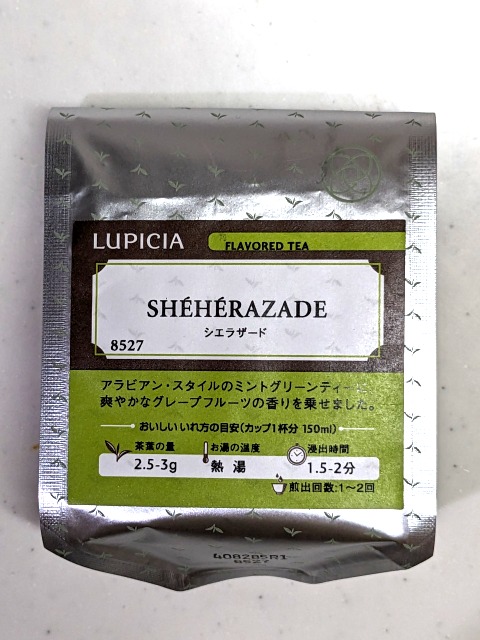 LUPICIA
FLAVORED TEA
SHÉHÉRAZADE
シエラザード
8527
アラビアン・スタイルのミントグリーンティーに
爽やかなグレープフルーツの香りを乗せました。
おいしいいれ方の目安(カップ1杯分 150ml)
茶葉の量 お湯の温度 浸出時間
2.5-3g 熱湯 1.5-2分
煎出回数:1〜2回
408285R1
8527